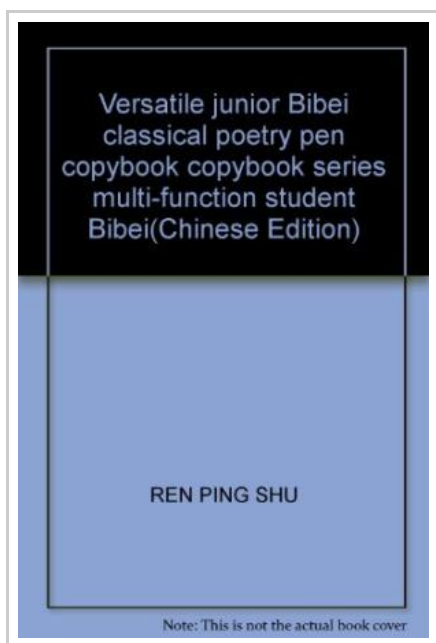 Versatile junior Bibei
classical poetry pen
copybook copybook series
multi-function student
Bibei(Chinese Edition)
REN PING SHU
Note: This is not the actual book cover